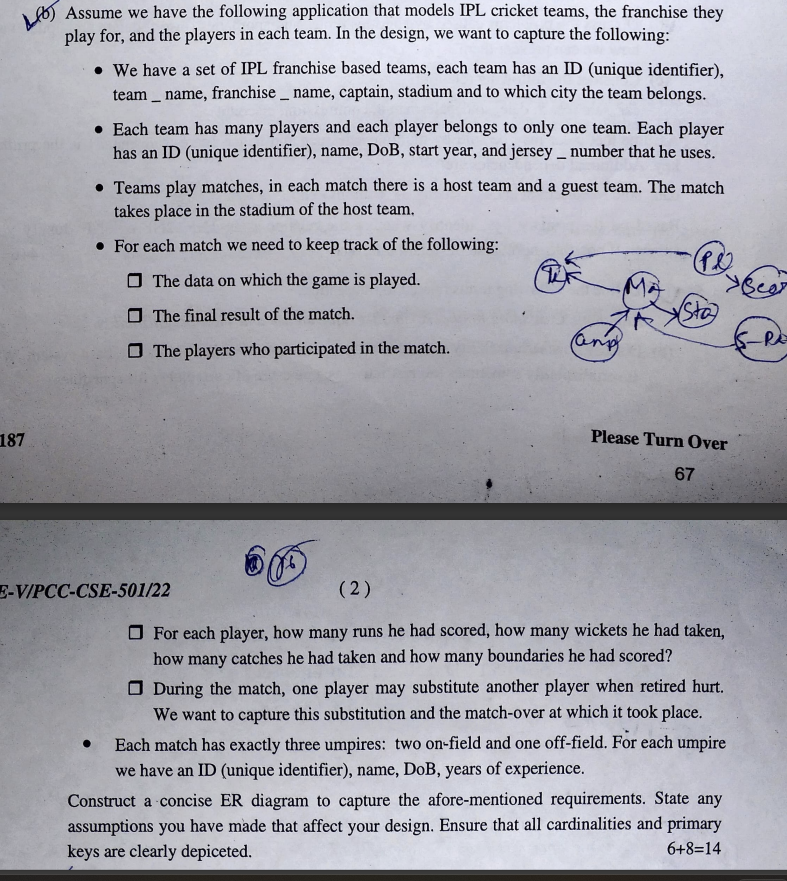 (b) Assume we have the following application that models IPL cricket teams, the franchise they
play for, and the players in each team. In the design, we want to capture the following:
• We have a set of IPL franchise based teams, each team has an ID (unique identifier),
team _ name, franchise _ name, captain, stadium and to which city the team belongs.
• Each team has many players and each player belongs to only one team. Each player
has an ID (unique identifier), name, DoB, start year, and jersey _ number that he uses.
• Teams play matches, in each match there is a host team and a guest team. The match
takes place in the stadium of the host team.
• For each match we need to keep track of the following:
❒ The data on which the game is played.
❒ The final result of the match.
❒ The players who participated in the match.
Pl
Ma
Sta
187
Please Turn Over
67
E-V/PCC-CSE-501/22
(2)
❒ For each player, how many runs he had scored, how many wickets he had taken,
how many catches he had taken and how many boundaries he had scored?
❒ During the match, one player may substitute another player when retired hurt.
We want to capture this substitution and the match-over at which it took place.
• Each match has exactly three umpires: two on-field and one off-field. For each umpire
we have an ID (unique identifier), name, DoB, years of experience.
Construct a concise ER diagram to capture the afore-mentioned requirements. State any
assumptions you have made that affect your design. Ensure that all cardinalities and primary
keys are clearly depiceted.
6+8=14